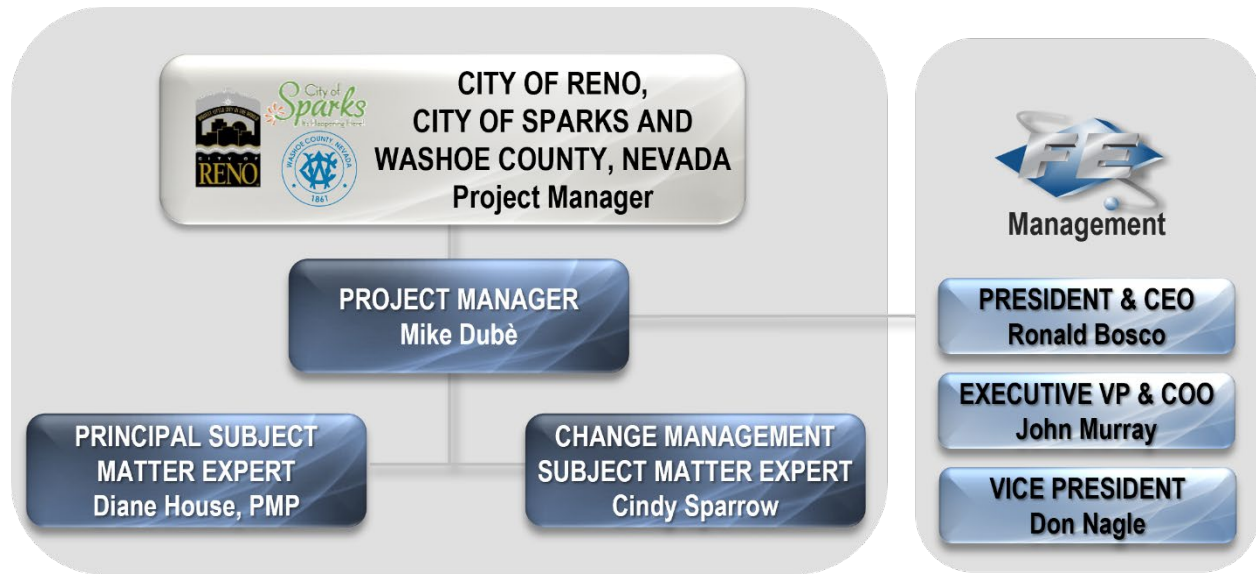 CITY OF
RENO
City of
Sparks
WASHOE COUNTY, NEVADA
1861
CITY OF RENO,
CITY OF SPARKS AND
WASHOE COUNTY, NEVADA
Project Manager
PROJECT MANAGER
Mike Dubè
PRINCIPAL SUBJECT
MATTER EXPERT
Diane House, PMP
CHANGE MANAGEMENT
SUBJECT MATTER EXPERT
Cindy Sparrow
FE
Management
PRESIDENT & CEO
Ronald Bosco
EXECUTIVE VP & COO
John Murray
VICE PRESIDENT
Don Nagle